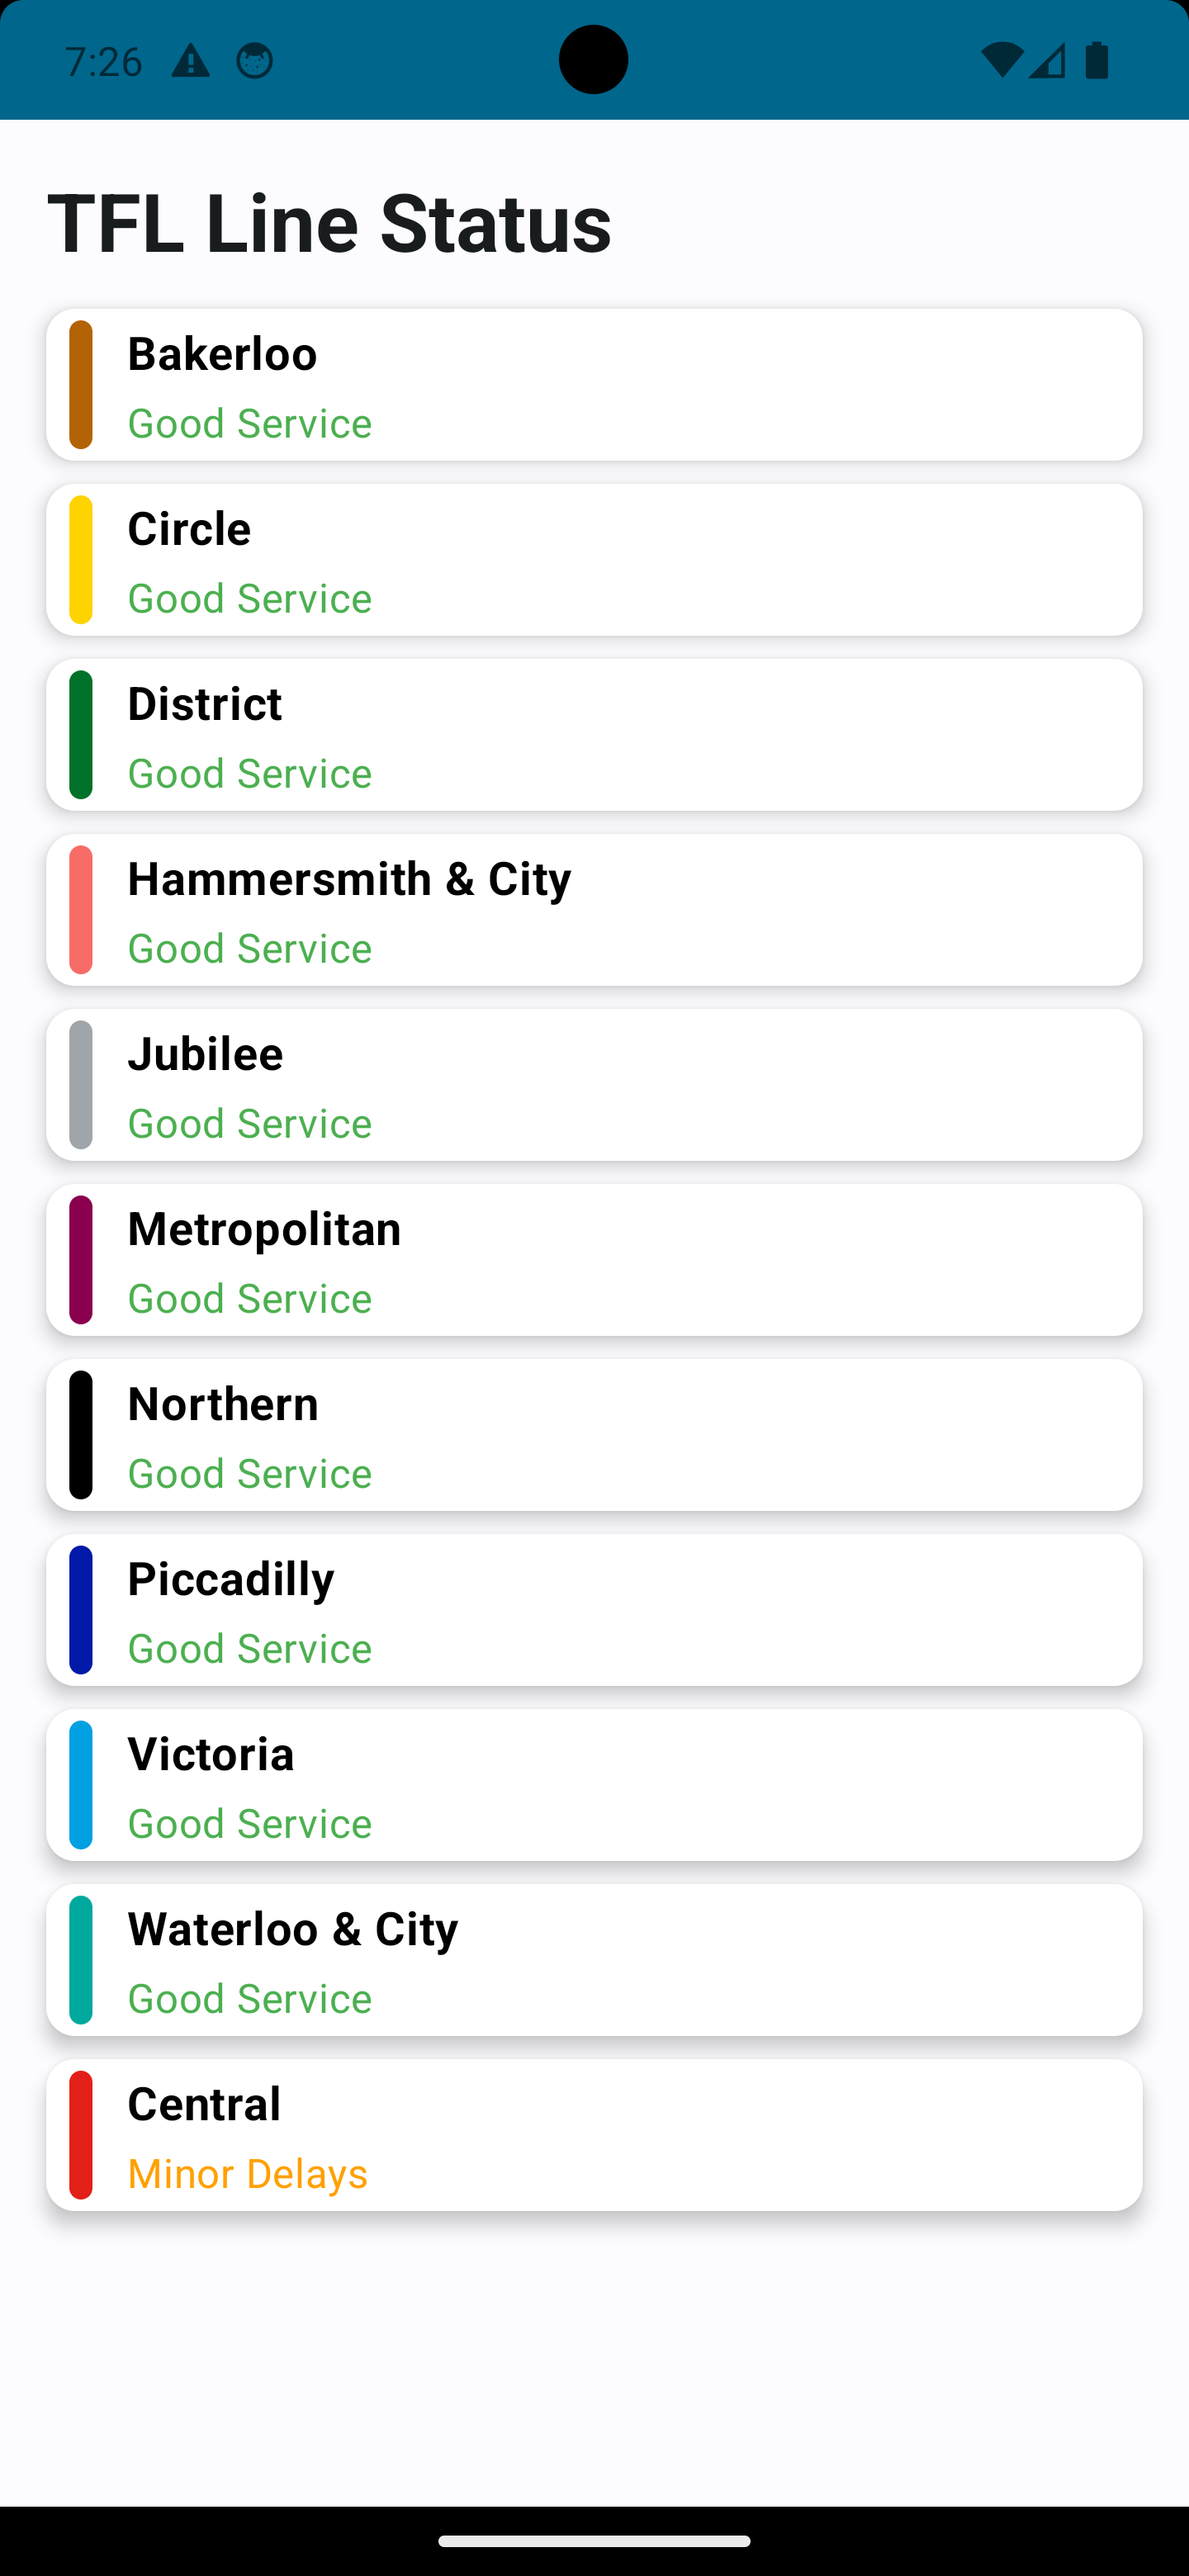 7:26
TFL Line Status
Bakerloo
Good Service
Circle
Good Service
District
Good Service
Hammersmith & City
Good Service
Jubilee
Good Service
Metropolitan
Good Service
Northern
Good Service
Piccadilly
Good Service
Victoria
Good Service
Waterloo & City
Good Service
Central
Minor Delays